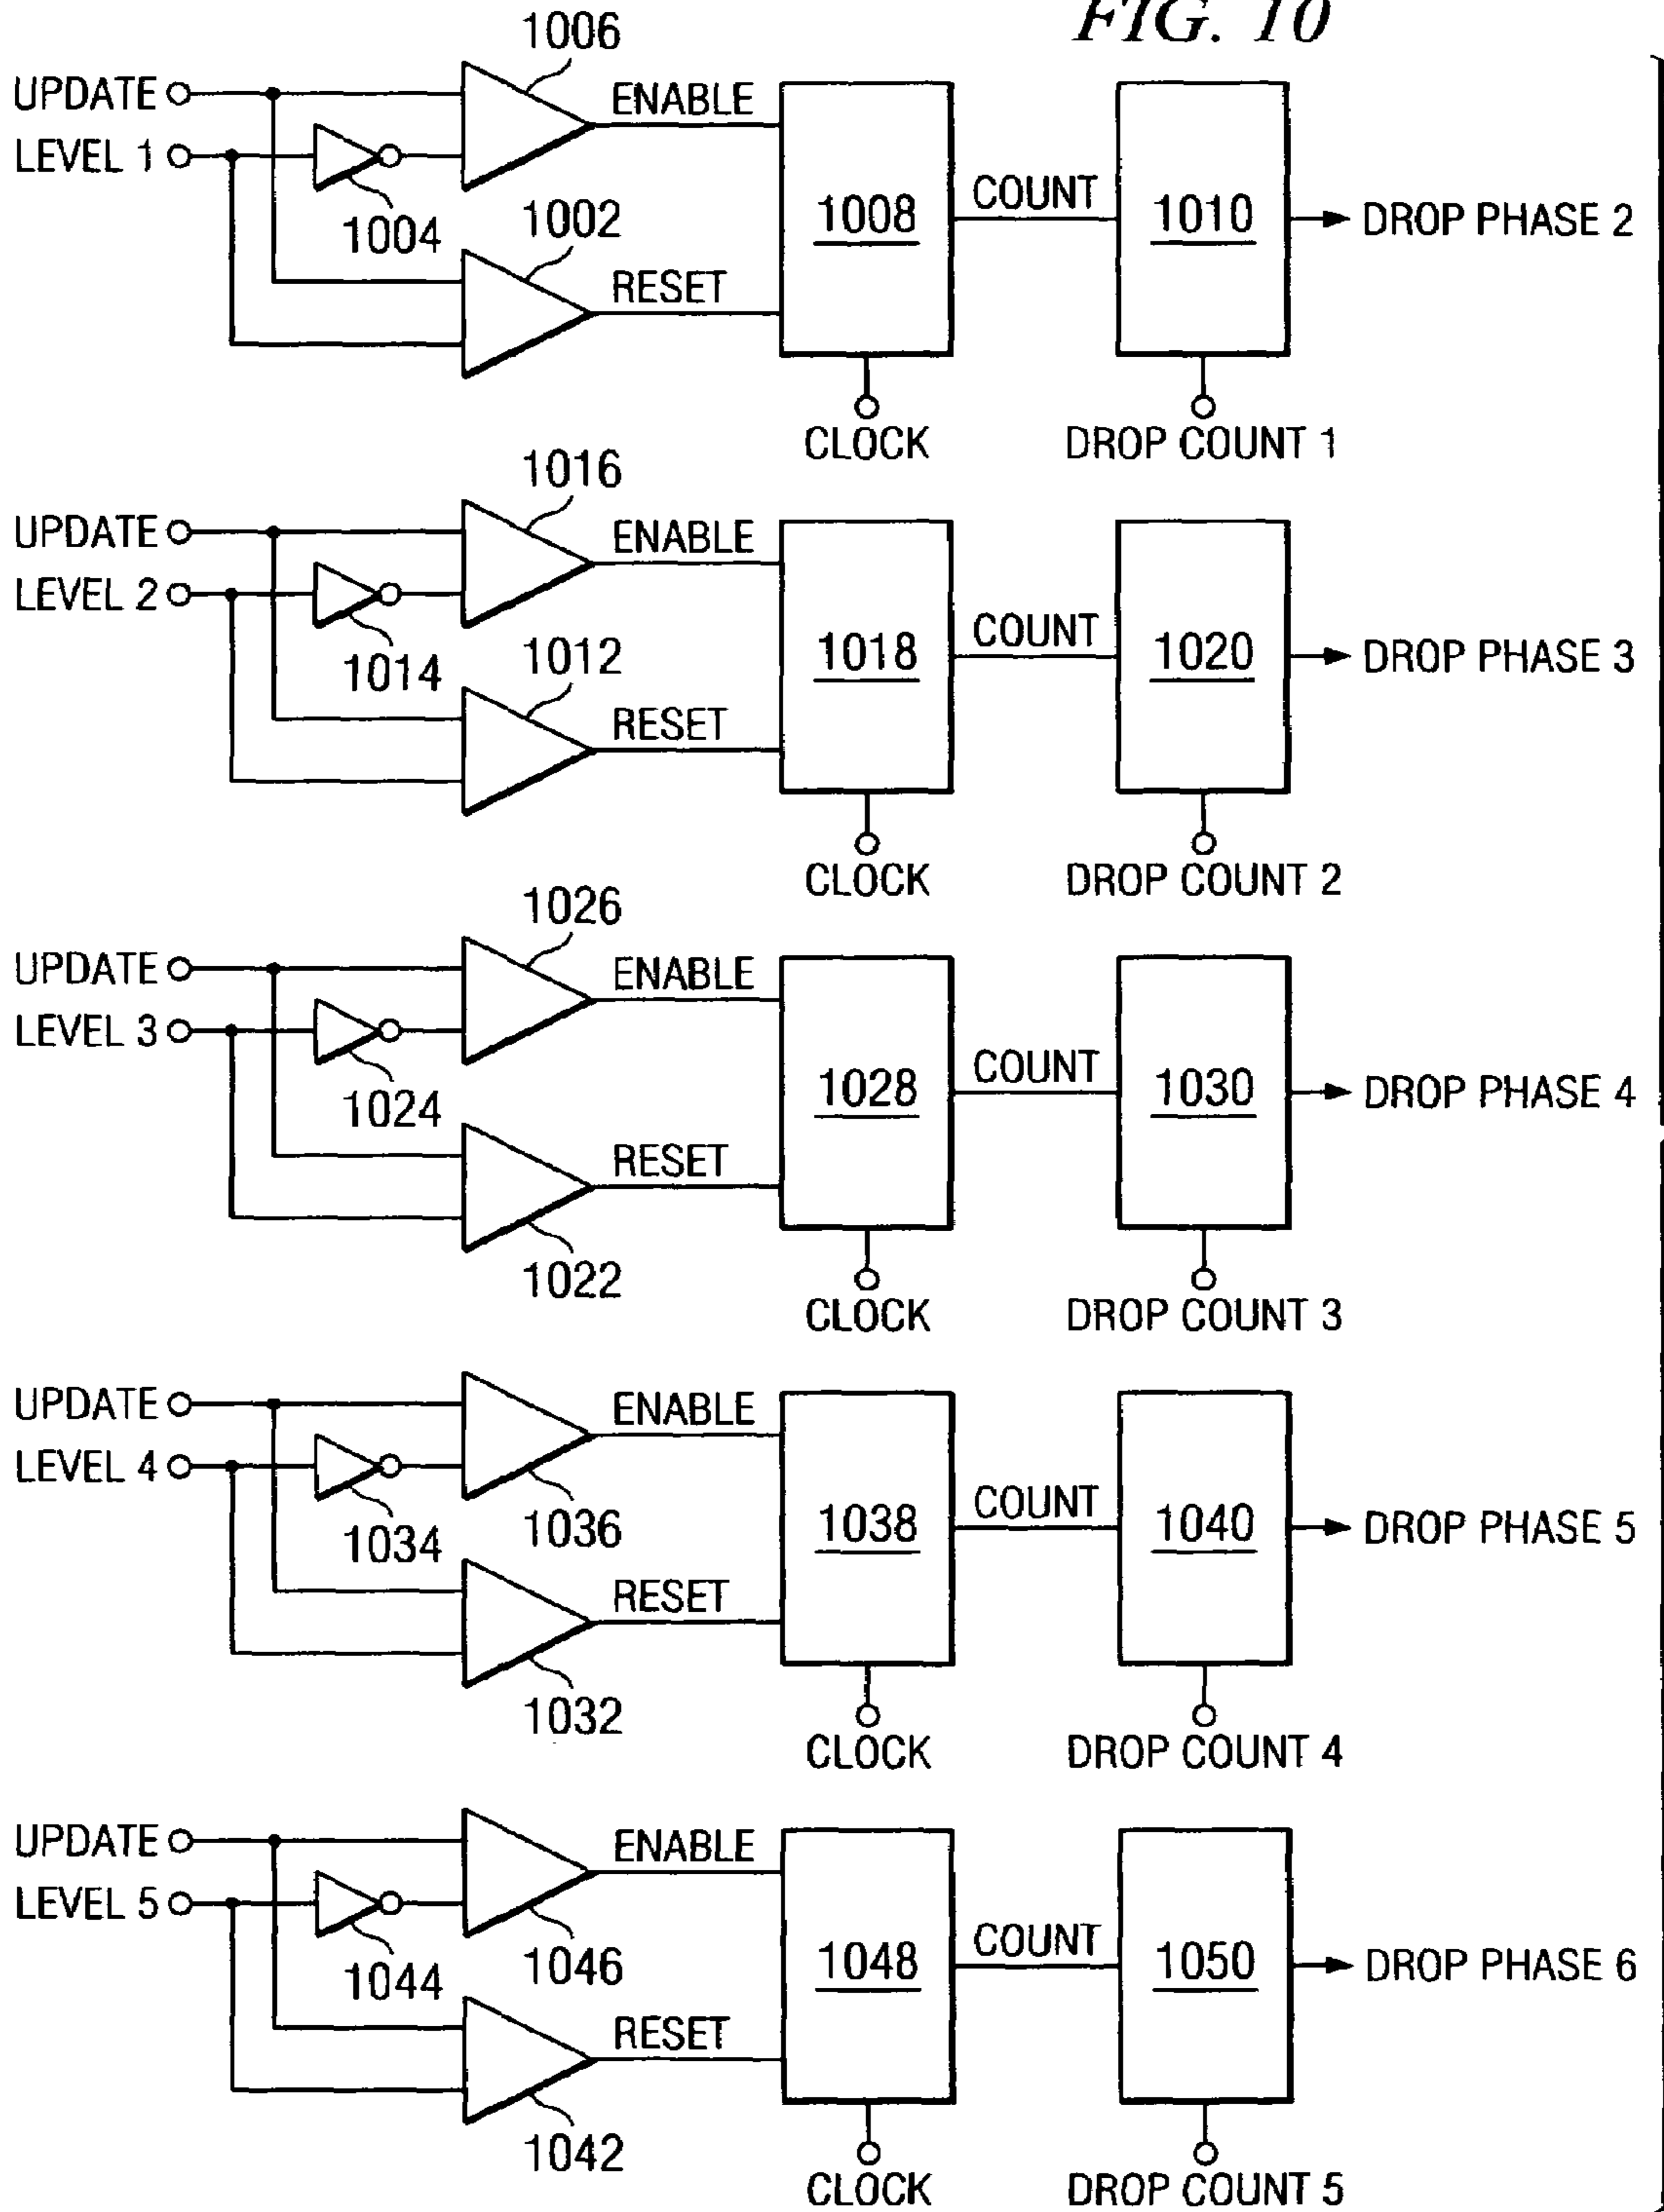 FIG. 10
1006
UPDATE
ENABLE
LEVEL 1
1004
1002
RESET
1008
COUNT
1010
DROP PHASE 2
CLOCK
DROP COUNT 1
1016
UPDATE
ENABLE
LEVEL 2
1014
1012
RESET
1018
COUNT
1020
DROP PHASE 3
CLOCK
DROP COUNT 2
1026
UPDATE
ENABLE
LEVEL 3
1024
RESET
1022
1028
COUNT
1030
DROP PHASE 4
CLOCK
DROP COUNT 3
UPDATE
ENABLE
LEVEL 4
1034
1036
RESET
1032
1038
COUNT
1040
DROP PHASE 5
CLOCK
DROP COUNT 4
UPDATE
ENABLE
LEVEL 5
1044
1046
RESET
1042
1048
COUNT
1050
DROP PHASE 6
CLOCK
DROP COUNT 5